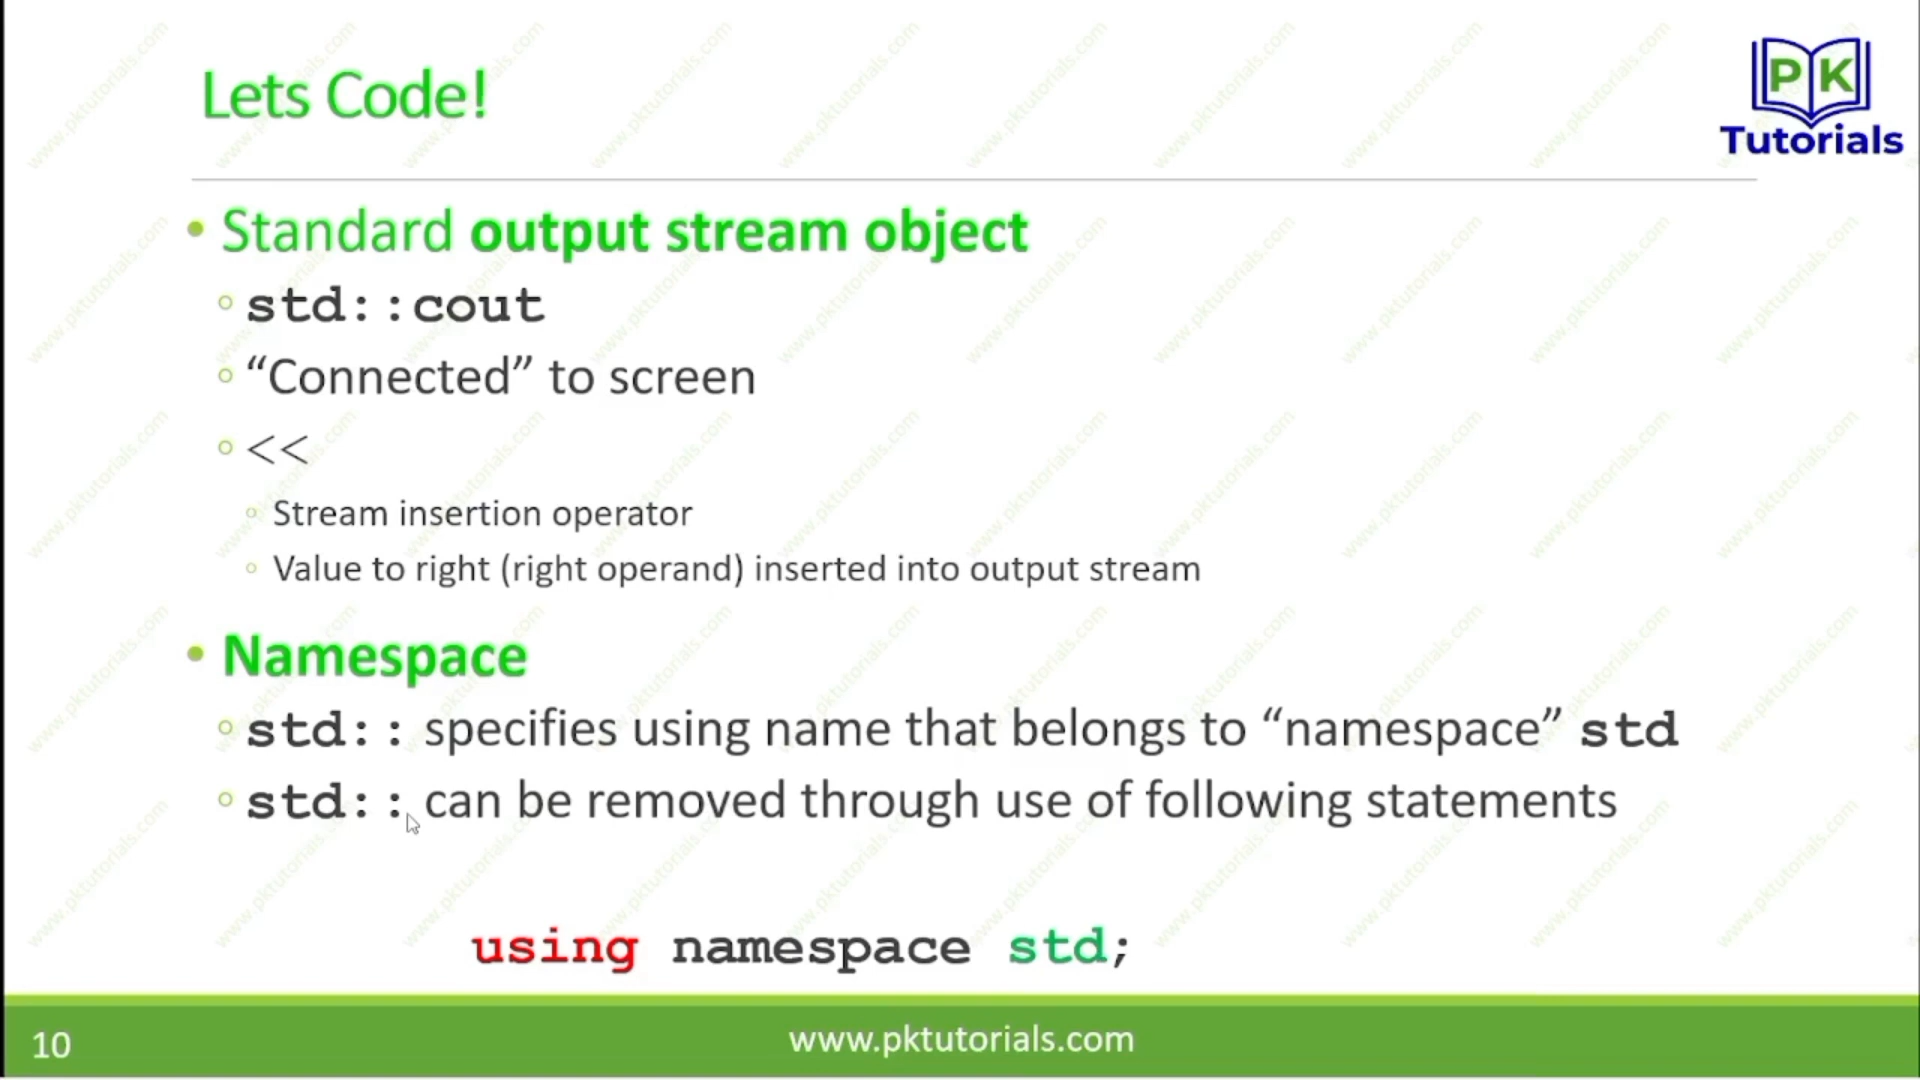 Lets Code!
PK
Tutorials
• Standard output stream object
◦ std::cout
◦ “Connected” to screen
◦ <<
◦ Stream insertion operator
◦ Value to right (right operand) inserted into output stream
• Namespace
◦ std:: specifies using name that belongs to “namespace” std
◦ std:: can be removed through use of following statements
using namespace std;
10
www.pktutorials.com